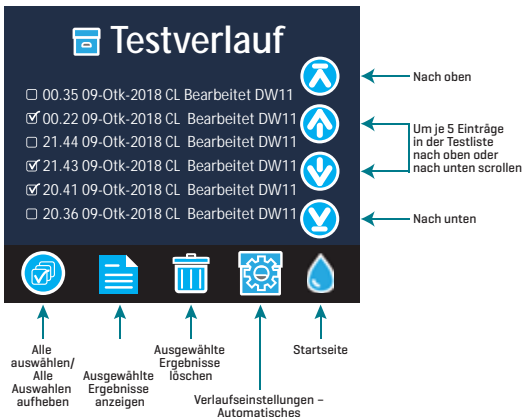 Testverlauf
00.35 09-Otk-2018 CL Bearbeitet DW11
00.22 09-Otk-2018 CL Bearbeitet DW11
21.44 09-Otk-2018 CL Bearbeitet DW11
21.43 09-Otk-2018 CL Bearbeitet DW11
20.41 09-Otk-2018 CL Bearbeitet DW11
20.36 09-Otk-2018 CL Bearbeitet DW11
Nach oben
Um je 5 Einträge
in der Testliste
nach oben oder
nach unten scrollen
Nach unten
Alle
auswählen/
Alle
Auswahlen
aufheben
Ausgewählte
Ergebnisse
anzeigen
Ausgewählte
Ergebnisse
löschen
Verlaufseinstellungen –
Automatisches
Startseite